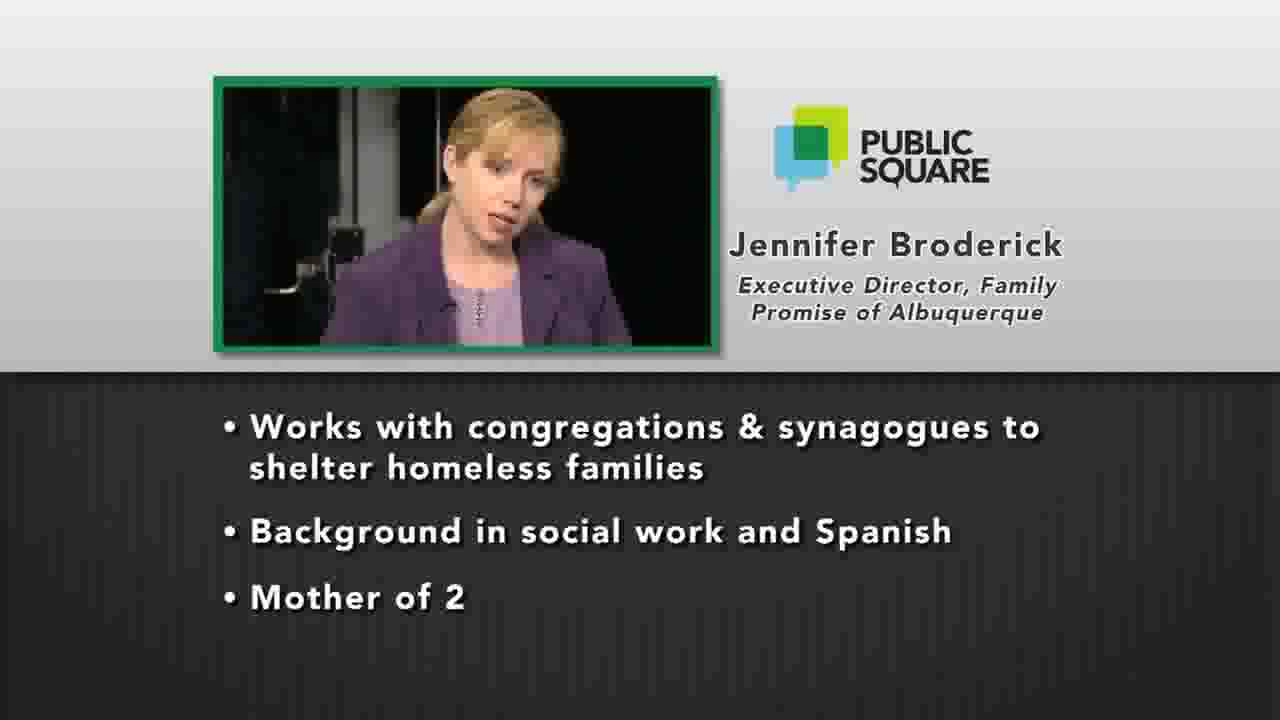 PUBLIC
SQUARE
Jennifer Broderick
Executive Director, Family
Promise of Albuquerque
• Works with congregations & synagogues to
shelter homeless families
• Background in social work and Spanish
• Mother of 2